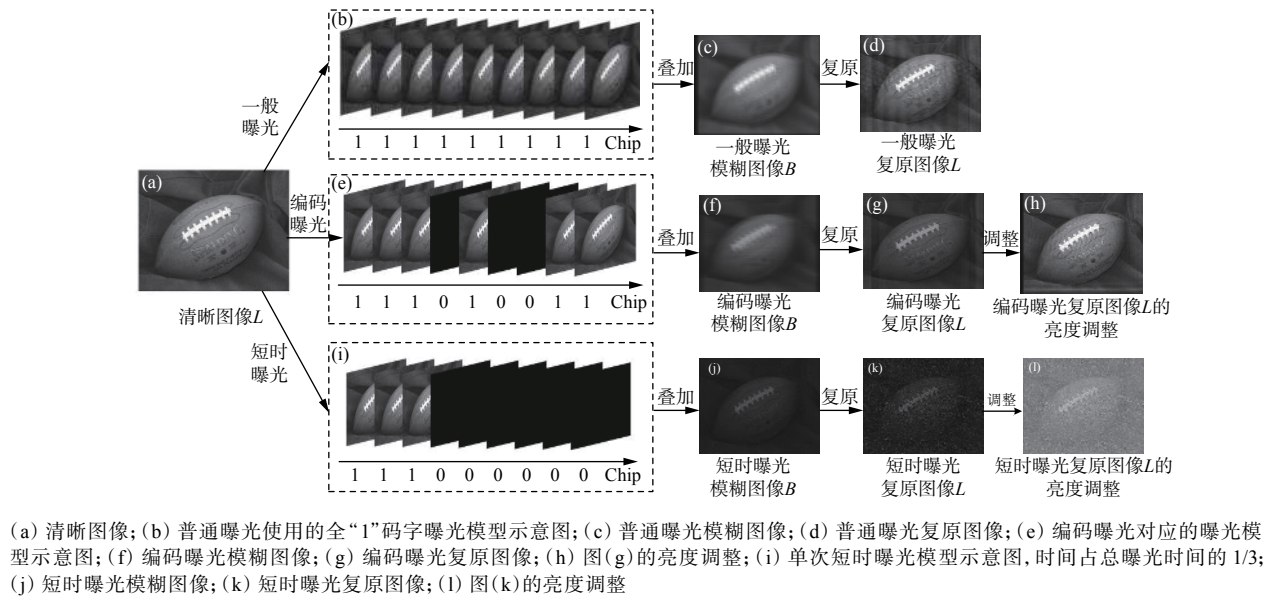 (b)
1 1 1 1 1 1 1 1 1 Chip
一般
曝光
叠加
(c)
一般曝光
模糊图像B
复原
(d)
一般曝光
复原图像L
(a)
清晰图像L
编码
曝光
(e)
1 1 1 0 1 0 0 1 1 Chip
叠加
(f)
编码曝光
模糊图像B
复原
(g)
编码曝光
复原图像L
调整
(h)
编码曝光复原图像L的
亮度调整
短时
曝光
(i)
1 1 1 0 0 0 0 0 0 Chip
叠加
(j)
短时曝光
模糊图像B
复原
(k)
短时曝光
复原图像L
调整
(l)
短时曝光复原图像L的
亮度调整
(a) 清晰图像; (b) 普通曝光使用的全“1”码字曝光模型示意图; (c) 普通曝光模糊图像; (d) 普通曝光复原图像; (e) 编码曝光对应的曝光模
型示意图; (f) 编码曝光模糊图像; (g) 编码曝光复原图像; (h) 图(g)的亮度调整; (i) 单次短时曝光模型示意图, 时间占总曝光时间的 1/3;
(j) 短时曝光模糊图像; (k) 短时曝光复原图像; (l) 图(k)的亮度调整